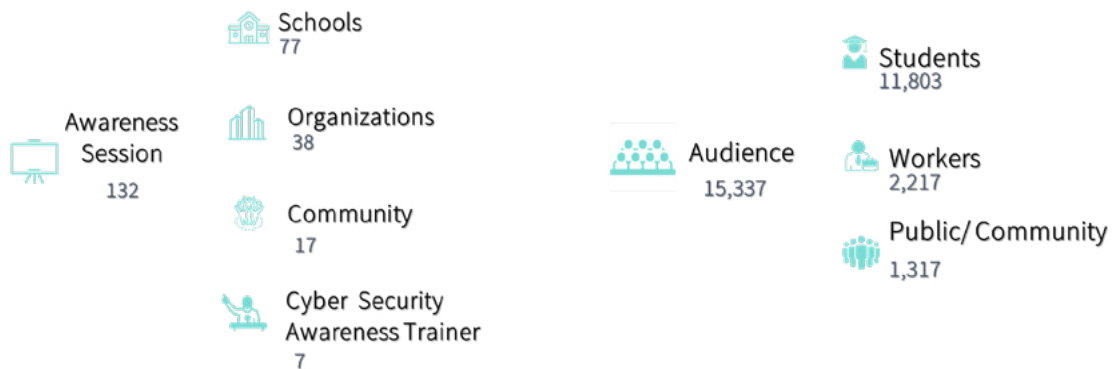 Schools
77
Organizations
38
Awareness
Session
132
Community
17
Cyber Security
Awareness Trainer
7
Students
11,803
Audience
15,337
Workers
2,217
Public/ Community
1,317